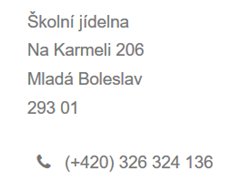 Školní jídelna
Na Karmeli 206
Mladá Boleslav
293 01
(+420) 326 324 136